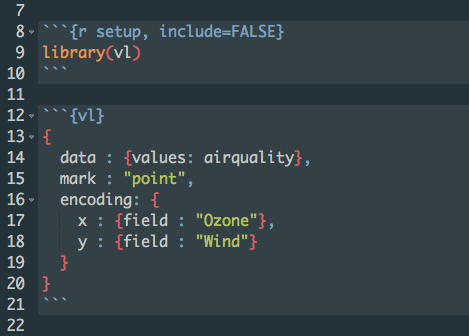 7
8 ```{r setup, include=FALSE}
9 library(vl)
10 ```
11
12 ```{vl}
13 {
14   data : {values: airquality},
15   mark : "point",
16   encoding: {
17     x : {field : "Ozone"},
18     y : {field : "Wind"}
19   }
20 }
21 ```
22